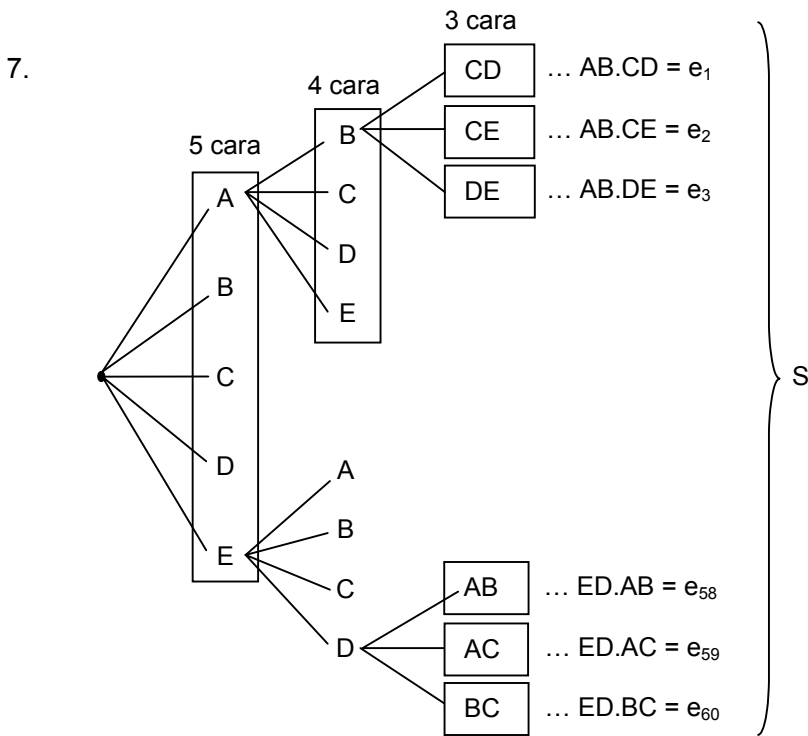 3 cara
7.
CD … AB.CD = e₁
4 cara
B
CE … AB.CE = e₂
5 cara
A
C
DE … AB.DE = e₃
D
B
E
C
S
D
A
B
E
C
AB … ED.AB = e₅₈
D
AC … ED.AC = e₅₉
BC … ED.BC = e₆₀